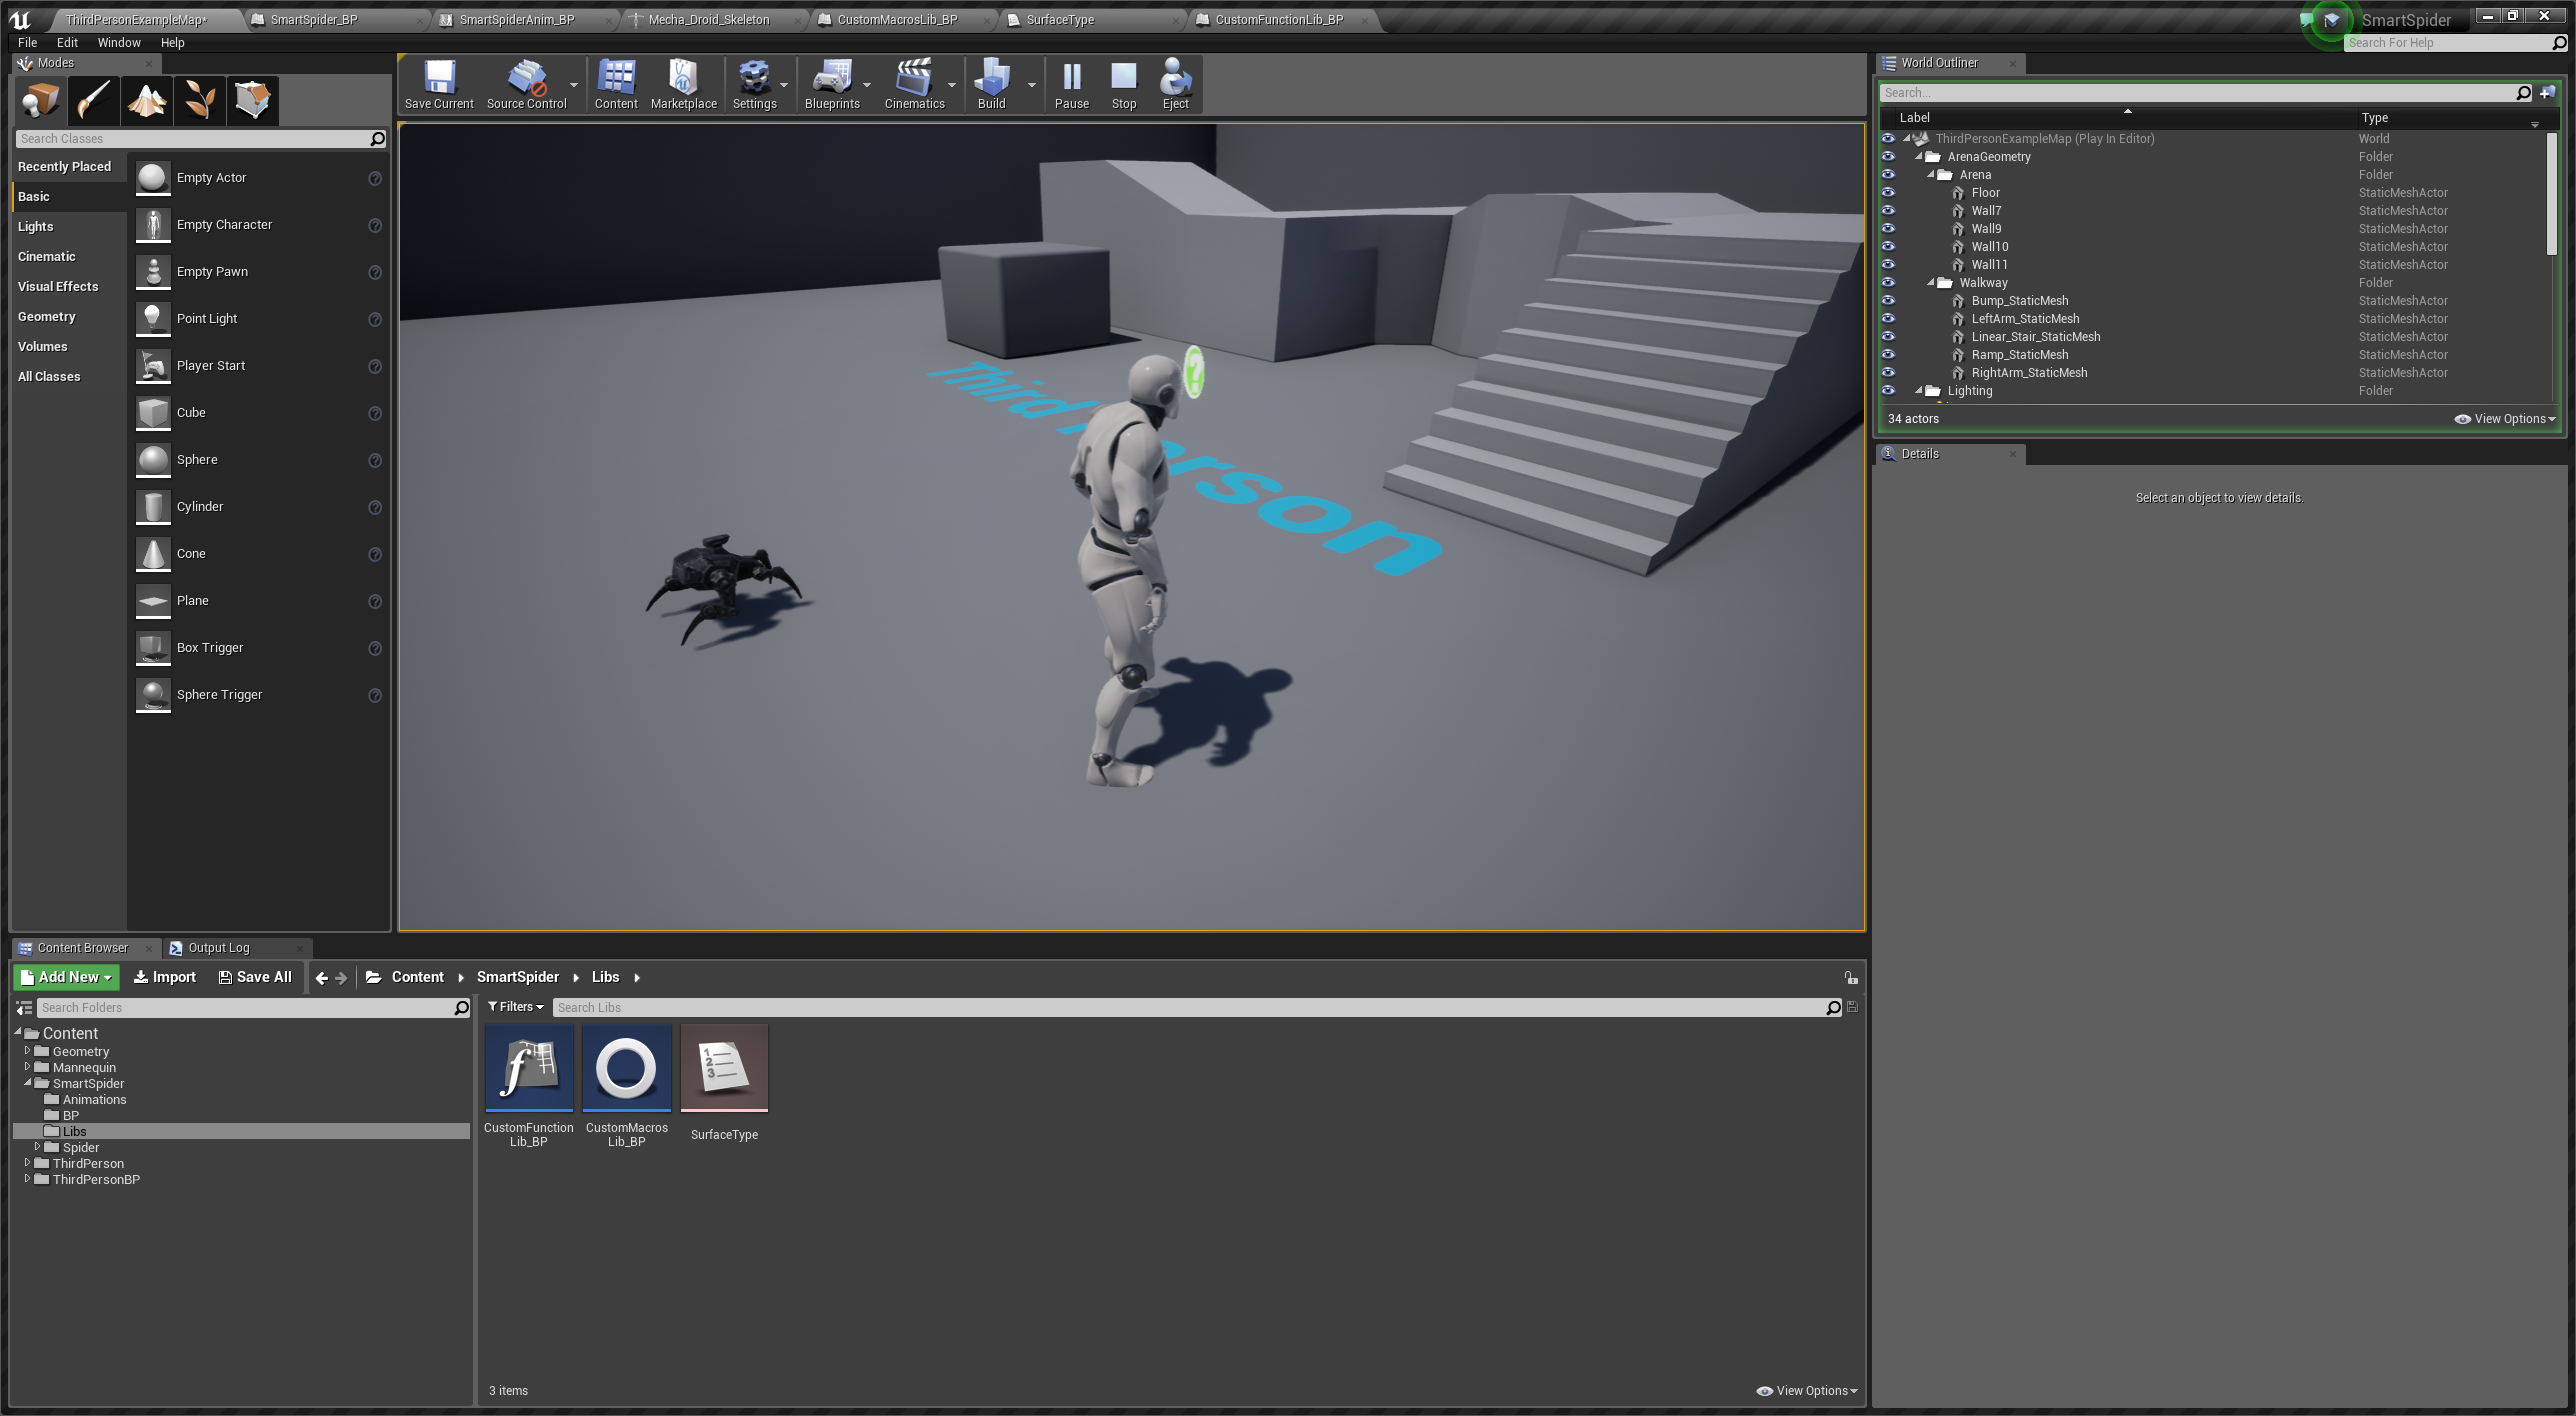 ThirdPersonExampleMap*
SmartSpider_BP
SmartSpiderAnim_BP
Mecha_Droid_Skeleton
CustomMacrosLib_BP
SurfaceType
CustomFunctionLib_BP
SmartSpider
File Edit Window Help
Search For Help
Modes
Search Classes
Recently Placed
Basic
Lights
Cinematic
Visual Effects
Geometry
Volumes
All Classes
Empty Actor
Empty Character
Empty Pawn
Point Light
Player Start
Cube
Sphere
Cylinder
Cone
Plane
Box Trigger
Sphere Trigger
Save Current
Source Control
Content
Marketplace
Settings
Blueprints
Cinematics
Build
Pause
Stop
Eject
Third erson
World Outliner
Search...
Label Type
ThirdPersonExampleMap (Play In Editor) World
ArenaGeometry Folder
Arena Folder
Floor StaticMeshActor
Wall7 StaticMeshActor
Wall9 StaticMeshActor
Wall10 StaticMeshActor
Wall11 StaticMeshActor
Walkway Folder
Bump_StaticMesh StaticMeshActor
LeftArm_StaticMesh StaticMeshActor
Linear_Stair_StaticMesh StaticMeshActor
Ramp_StaticMesh StaticMeshActor
RightArm_StaticMesh StaticMeshActor
Lighting Folder
34 actors View Options
Details
Select an object to view details.
Content Browser
Output Log
Add New Import Save All Content SmartSpider Libs
Search Folders
Content
Geometry
Mannequin
SmartSpider
Animations
BP
Libs
Spider
ThirdPerson
ThirdPersonBP
Filters Search Libs
1
2
3
CustomFunction
Lib_BP
CustomMacros
Lib_BP
SurfaceType
3 items View Options